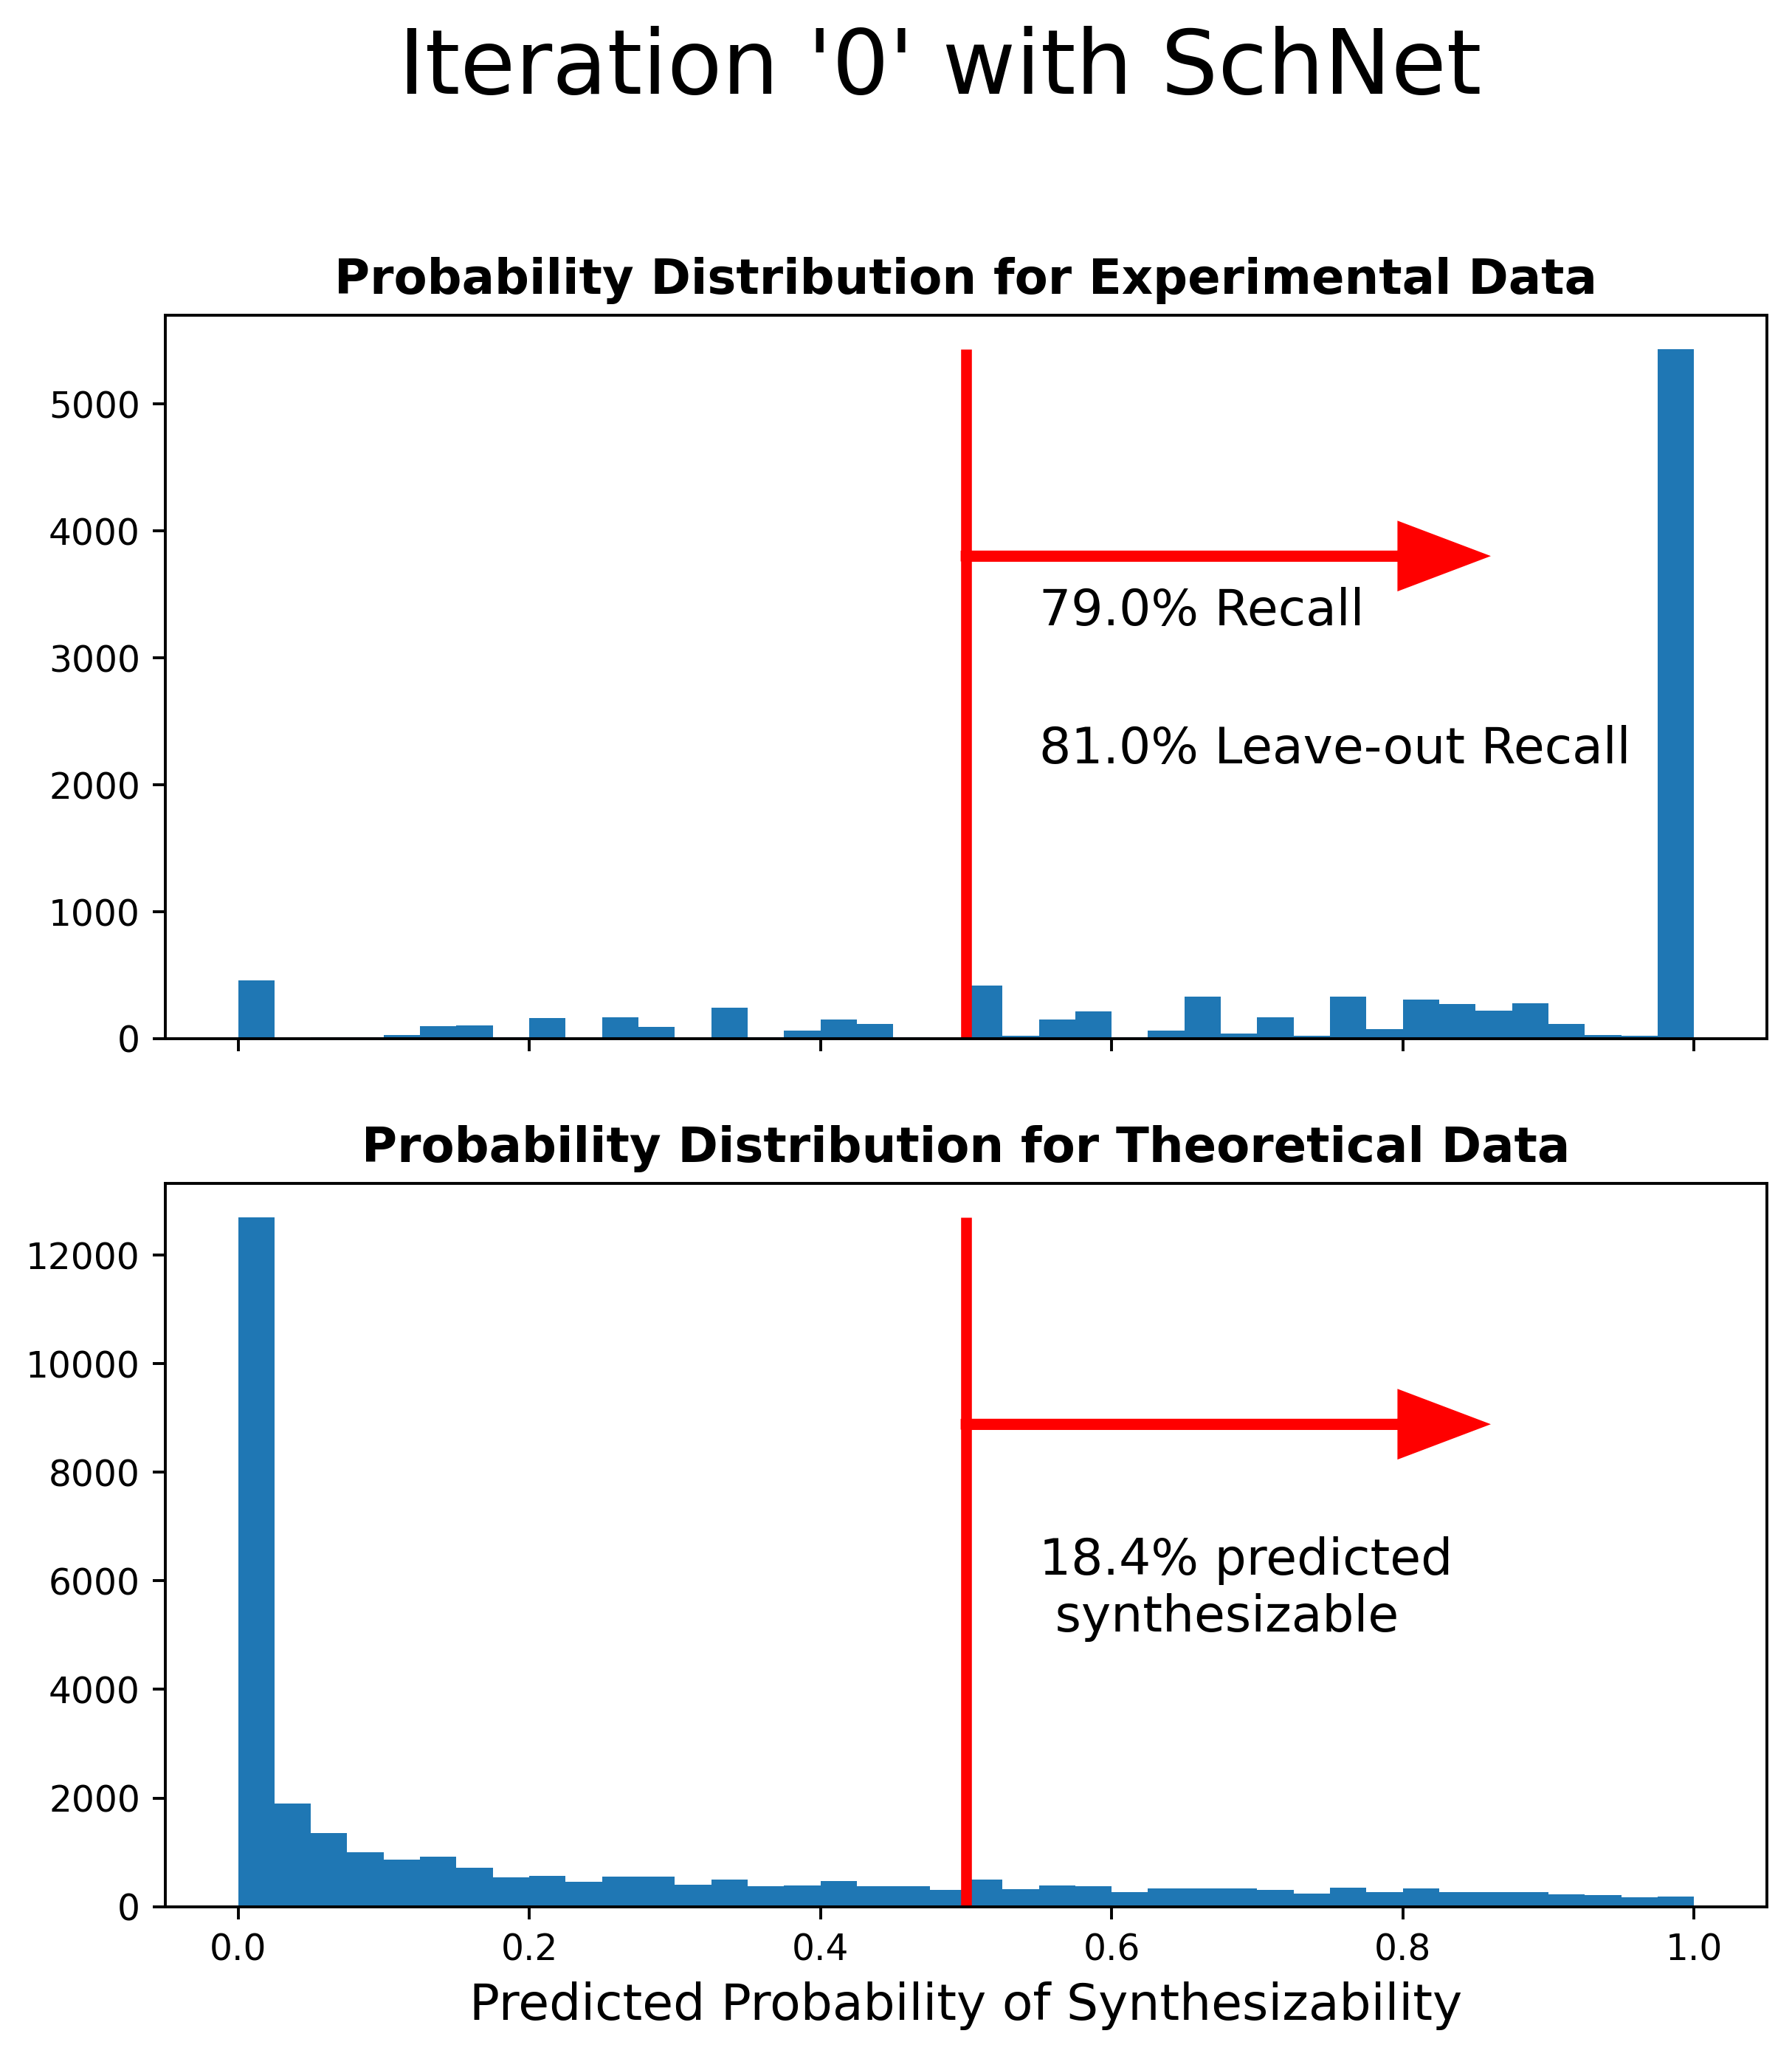 Iteration '0' with SchNet
Probability Distribution for Experimental Data
5000
4000
3000
2000
1000
0
79.0% Recall
81.0% Leave-out Recall
Probability Distribution for Theoretical Data
12000
10000
8000
6000
4000
2000
0
18.4% predicted
synthesizable
0.0 0.2 0.4 0.6 0.8 1.0
Predicted Probability of Synthesizability